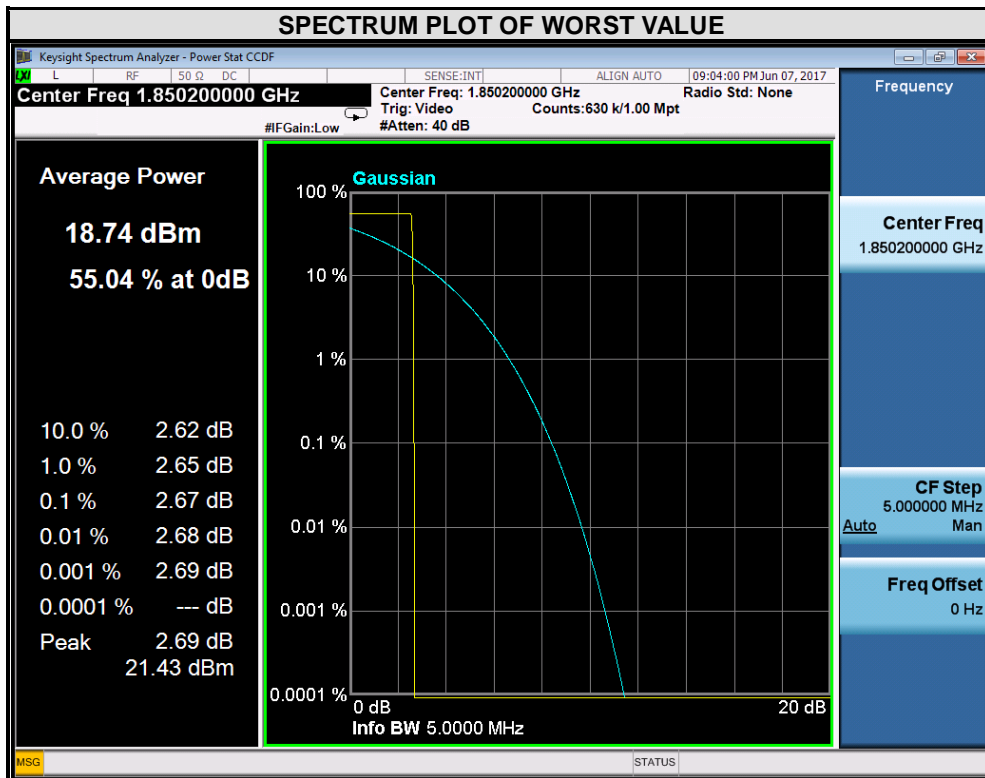 SPECTRUM PLOT OF WORST VALUE
Keysight Spectrum Analyzer - Power Stat CCDF
LXI L RF 50 Ω DC SENSE:INT ALIGN AUTO 09:04:00 PM Jun 07, 2017
Center Freq 1.850200000 GHz
Center Freq: 1.850200000 GHz Radio Std: None
Trig: Video Counts:630 k/1.00 Mpt
#IFGain:Low #Atten: 40 dB
Average Power
18.74 dBm
55.04 % at 0dB
10.0 % 2.62 dB
1.0 % 2.65 dB
0.1 % 2.67 dB
0.01 % 2.68 dB
0.001 % 2.69 dB
0.0001 % --- dB
Peak 2.69 dB
21.43 dBm
Gaussian
100 %
10 %
1 %
0.1 %
0.01 %
0.001 %
0.0001 %
0 dB 20 dB
Info BW 5.0000 MHz
Frequency
Center Freq
1.850200000 GHz
CF Step
5.000000 MHz
Auto Man
Freq Offset
0 Hz
MSG STATUS